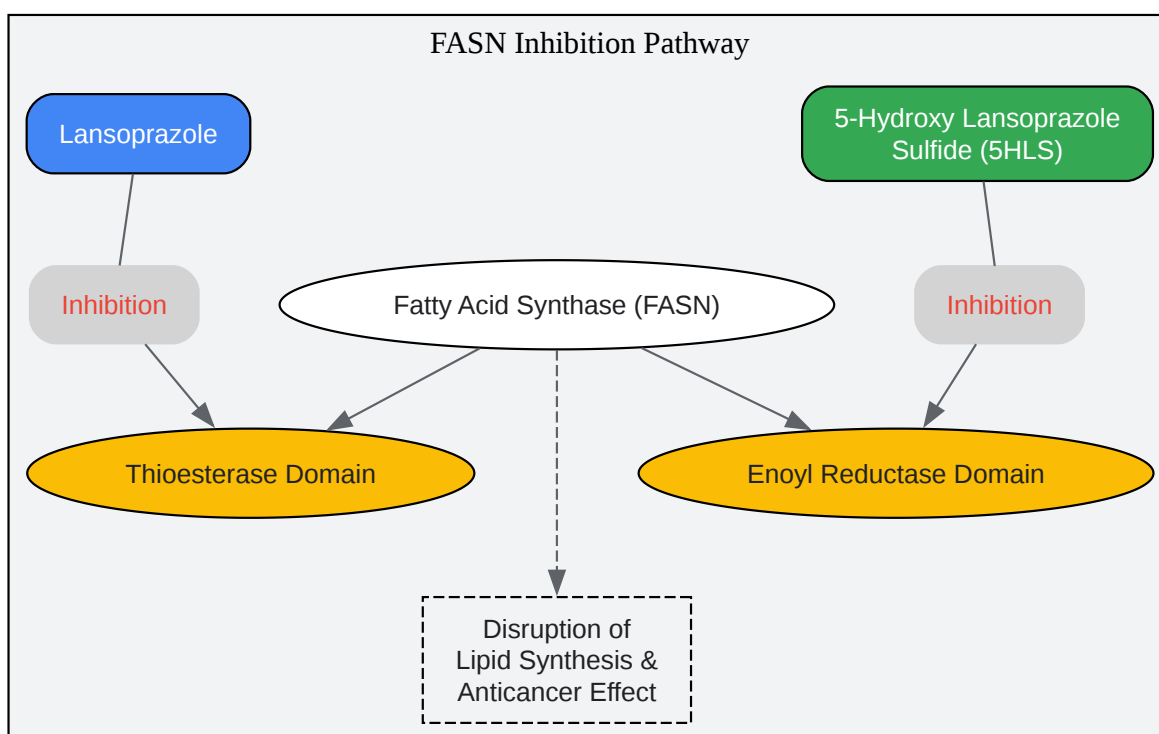 FASN Inhibition Pathway
Lansoprazole
5-Hydroxy Lansoprazole
Sulfide (5HLS)
Inhibition
Fatty Acid Synthase (FASN)
Inhibition
Thioesterase Domain
Enoyl Reductase Domain
Disruption of
Lipid Synthesis &
Anticancer Effect